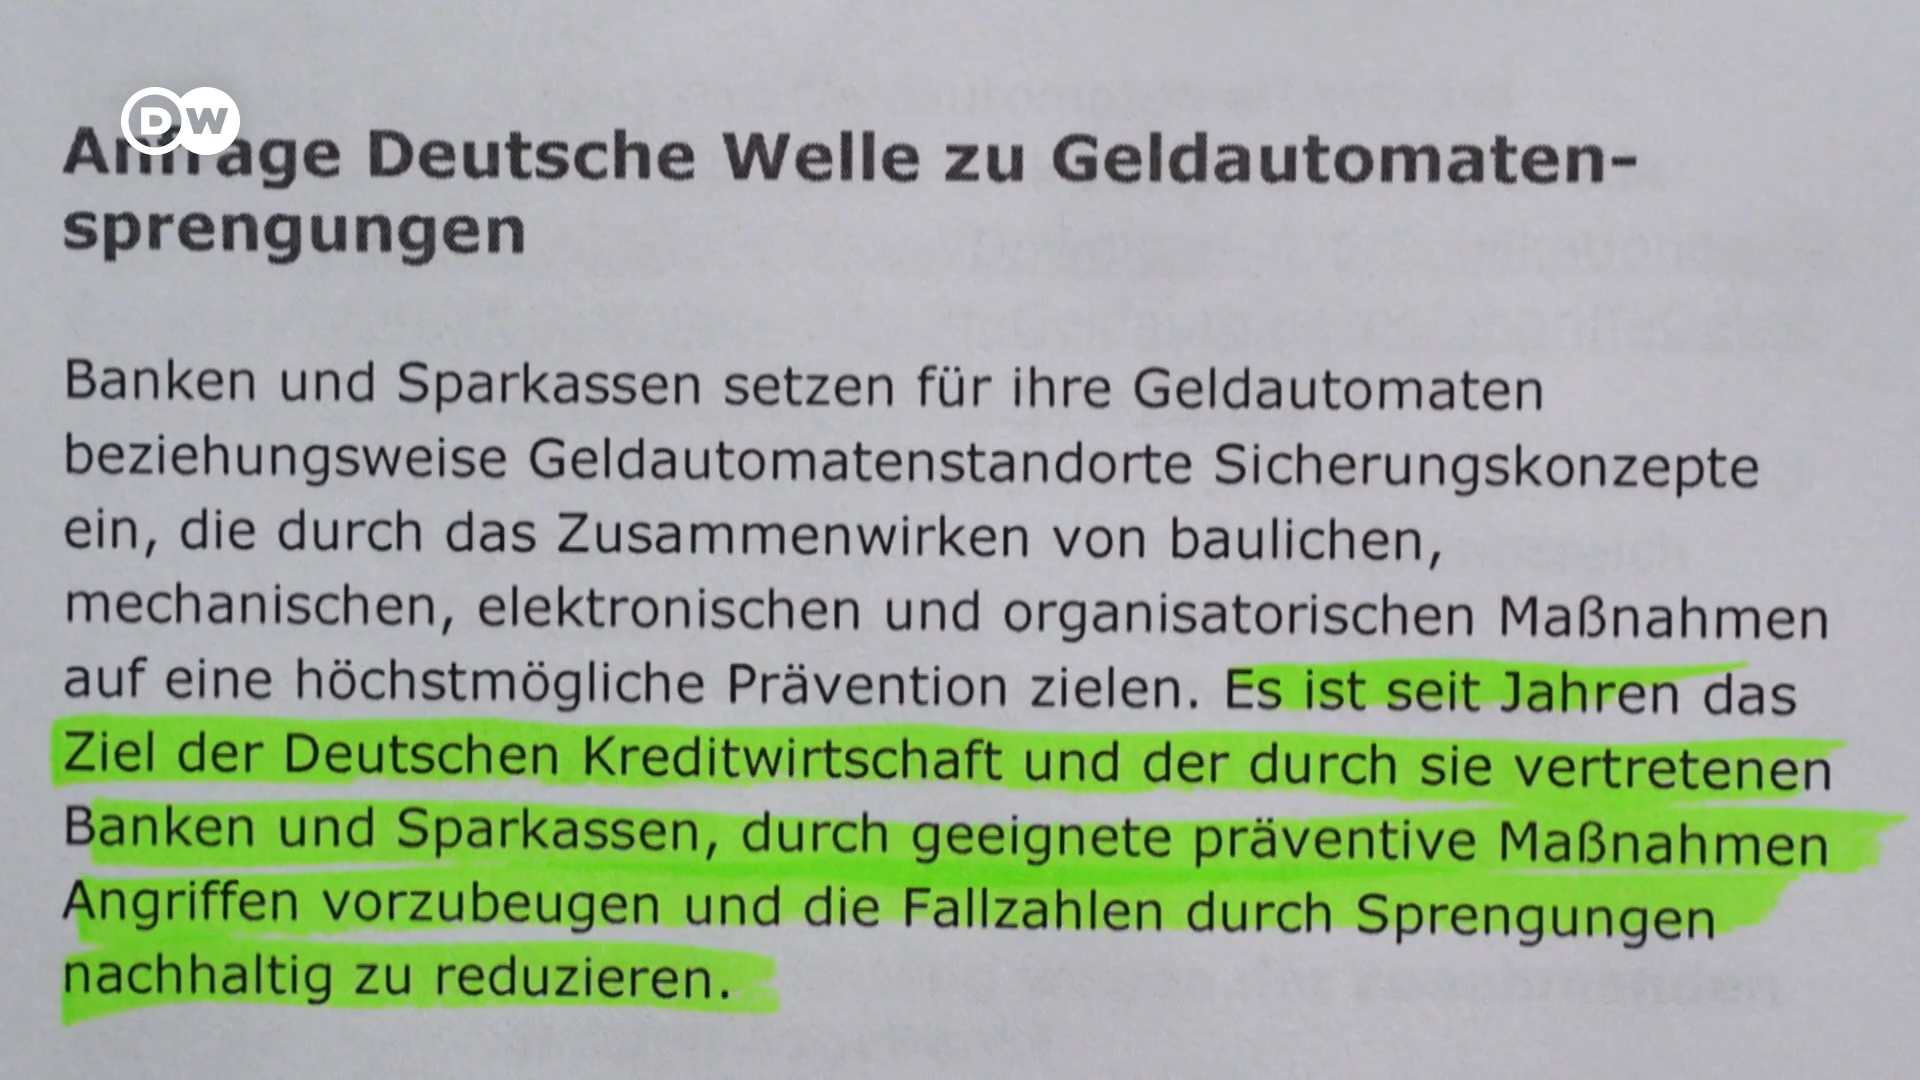 DW
Anfrage Deutsche Welle zu Geldautomaten-
sprengungen
Banken und Sparkassen setzen für ihre Geldautomaten
beziehungsweise Geldautomatenstandorte Sicherungskonzepte
ein, die durch das Zusammenwirken von baulichen,
mechanischen, elektronischen und organisatorischen Maßnahmen
auf eine höchstmögliche Prävention zielen. Es ist seit Jahren das
Ziel der Deutschen Kreditwirtschaft und der durch sie vertretenen
Banken und Sparkassen, durch geeignete präventive Maßnahmen
Angriffen vorzubeugen und die Fallzahlen durch Sprengungen
nachhaltig zu reduzieren.